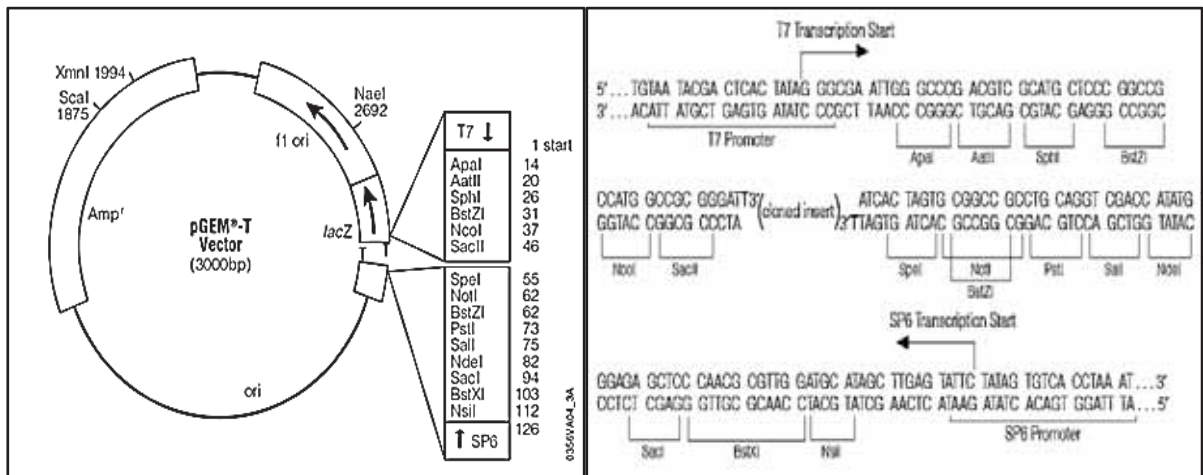 XmnI 1994
ScaI
1875
NaeI
2692
f1 ori
Ampʳ
pGEM®-T
Vector
(3000bp)
lacZ
T
T
ori
T7 ↓
1 start
ApaI 14
AatII 20
SphI 26
BstZI 31
NcoI 37
SacII 46
SpeI 55
NotI 62
BstZI 62
PstI 73
SalI 75
NdeI 82
SacI 94
BstXI 103
NsiI 112
↑ SP6 126
0356VA04_3A
T7 Transcription Start
5' ...TGTAA TACGA CTCAC TATAG GGCGA ATTGG GCCCG ACGTC GCATG CTCCC GGCCG
3' ...ACATT ATGCT GAGTG ATATC CCGCT TAACC CGGGC TGCAG CGTAC GAGGG CCGGC
T7 Promoter
ApaI AatII SphI BstZI
CCATG GCCGCG GGATT3' (cloned insert) ATCAC TAGTG CGGCC GCCTG CAGGT CGACC ATATG
GGTAC CGGCG CCCTA 3'TTAGTG ATCAC GCCGG CGGAC GTCCA GCTGG TATAC
NcoI SacII SpeI NotI PstI SalI NdeI
BstZI
SP6 Transcription Start
GGAGA GCTCC CAACG CGTTG GATGC ATAGC TTGAG TATTC TATAG TGTCA CCTAA AT...3'
CCTCT CGAGG GTTGC GCAAC CTACG TATCG AACTC ATAAG ATATC ACAGT GGATT TA...5'
SacI BstXI NsiI SP6 Promoter